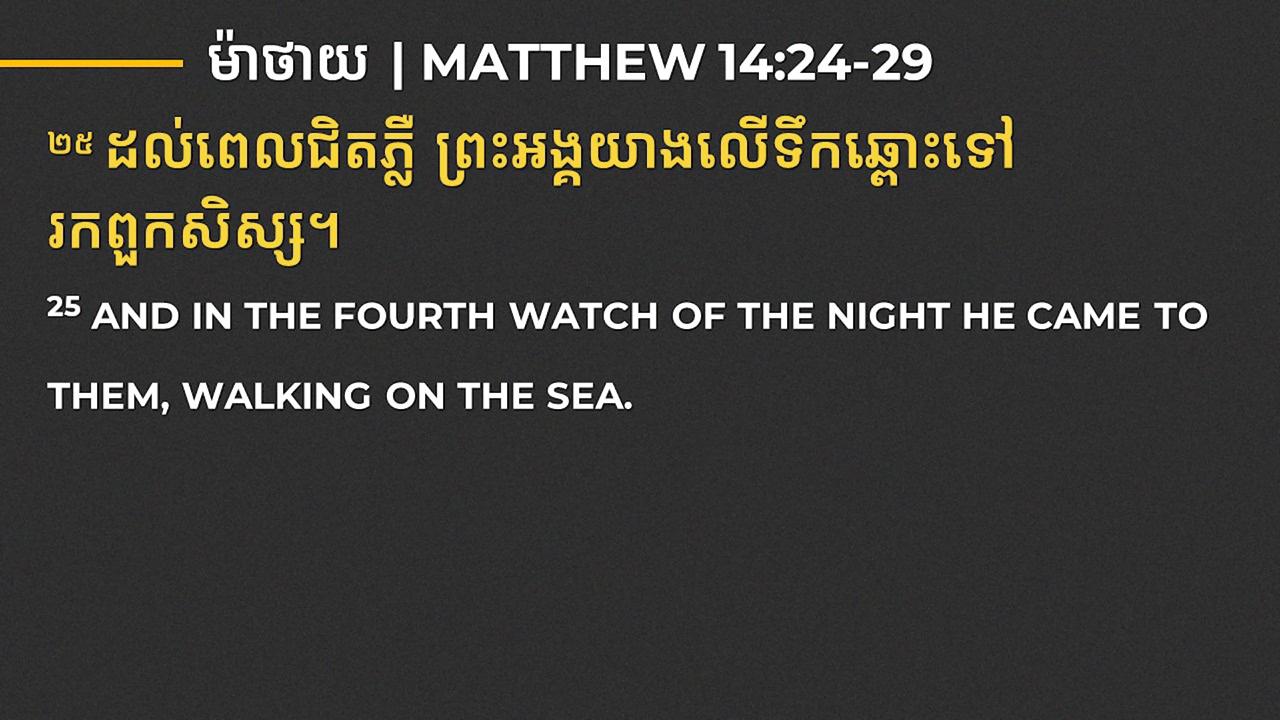 ម៉ាថាយ | MATTHEW 14:24-29
២៥ ដល់ពេលជិតភ្លឺ ព្រះអង្គយាងលើទឹកឆ្ពោះទៅ
រកពួកសិស្ស។
25 AND IN THE FOURTH WATCH OF THE NIGHT HE CAME TO
THEM, WALKING ON THE SEA.